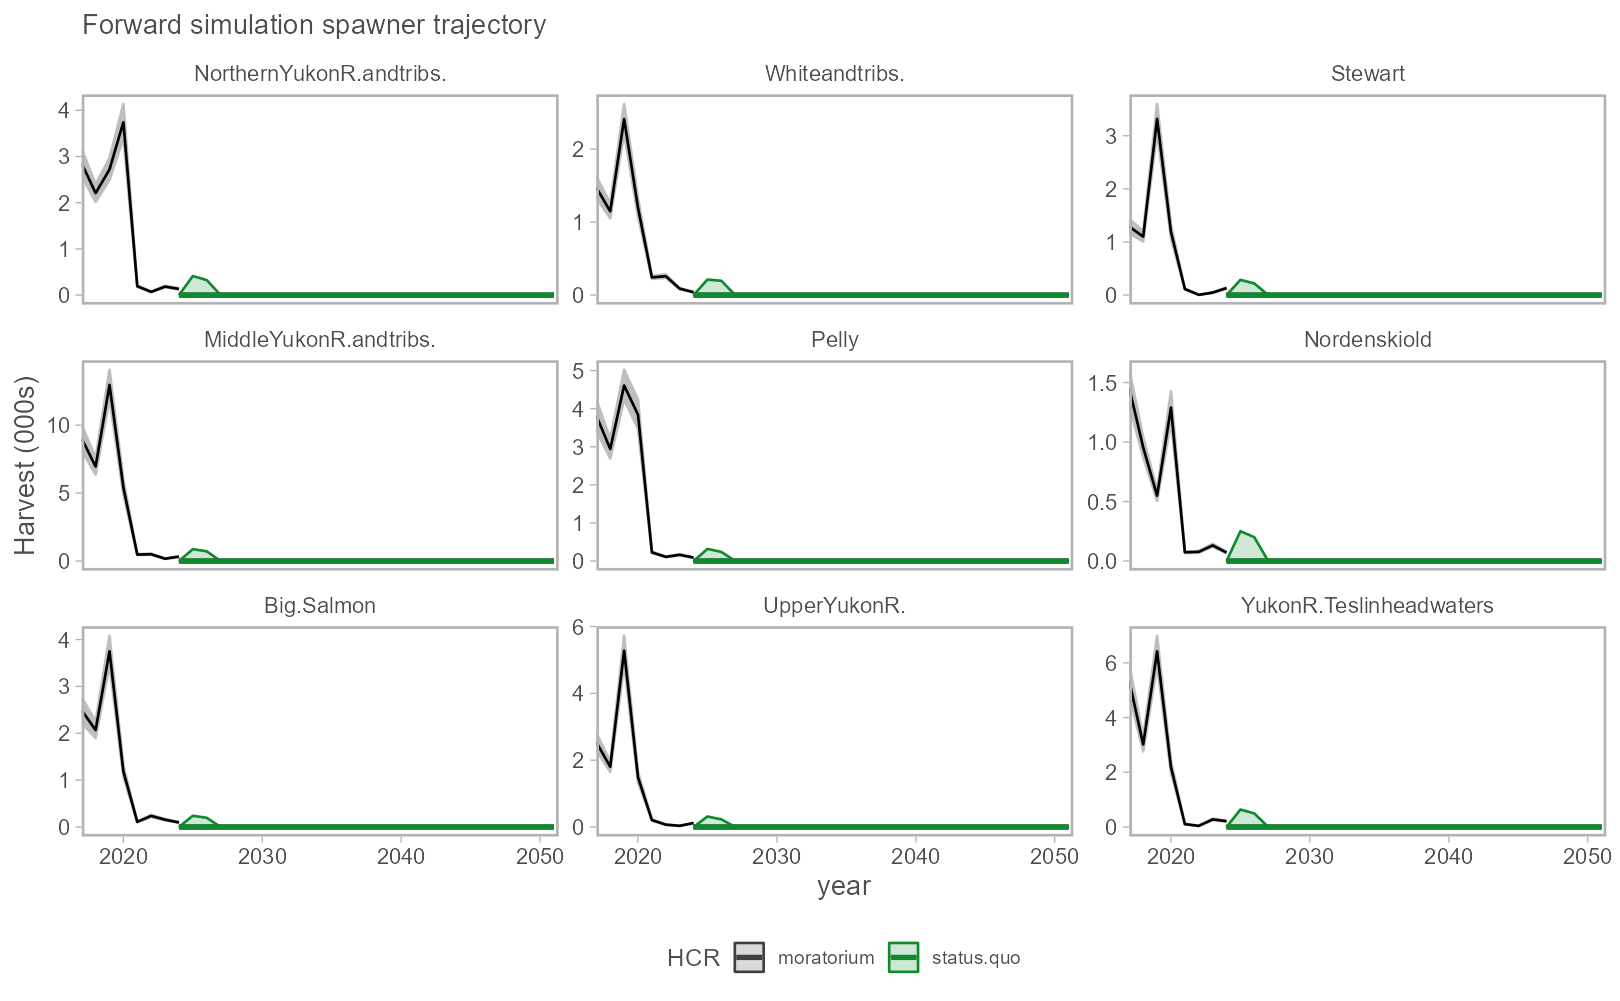 Forward simulation spawner trajectory
NorthernYukonR.andtribs.
Whiteandtribs.
Stewart
4
3
2
1
0
2
1
0
3
2
1
0
MiddleYukonR.andtribs.
Pelly
Nordenskiold
10
5
0
5
4
3
2
1
0
1.5
1.0
0.5
0.0
Harvest (000s)
Big.Salmon
UpperYukonR.
YukonR.Teslinheadwaters
4
3
2
1
0
6
4
2
0
6
4
2
0
2020 2030 2040 2050
2020 2030 2040 2050
2020 2030 2040 2050
year
HCR moratorium status.quo